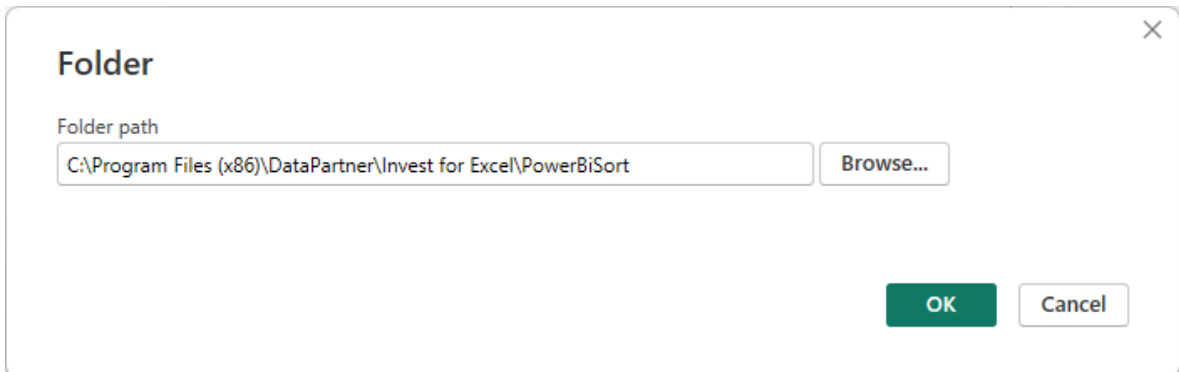 Folder
Folder path
C:\Program Files (x86)\DataPartner\Invest for Excel\PowerBiSort
Browse...
OK
Cancel